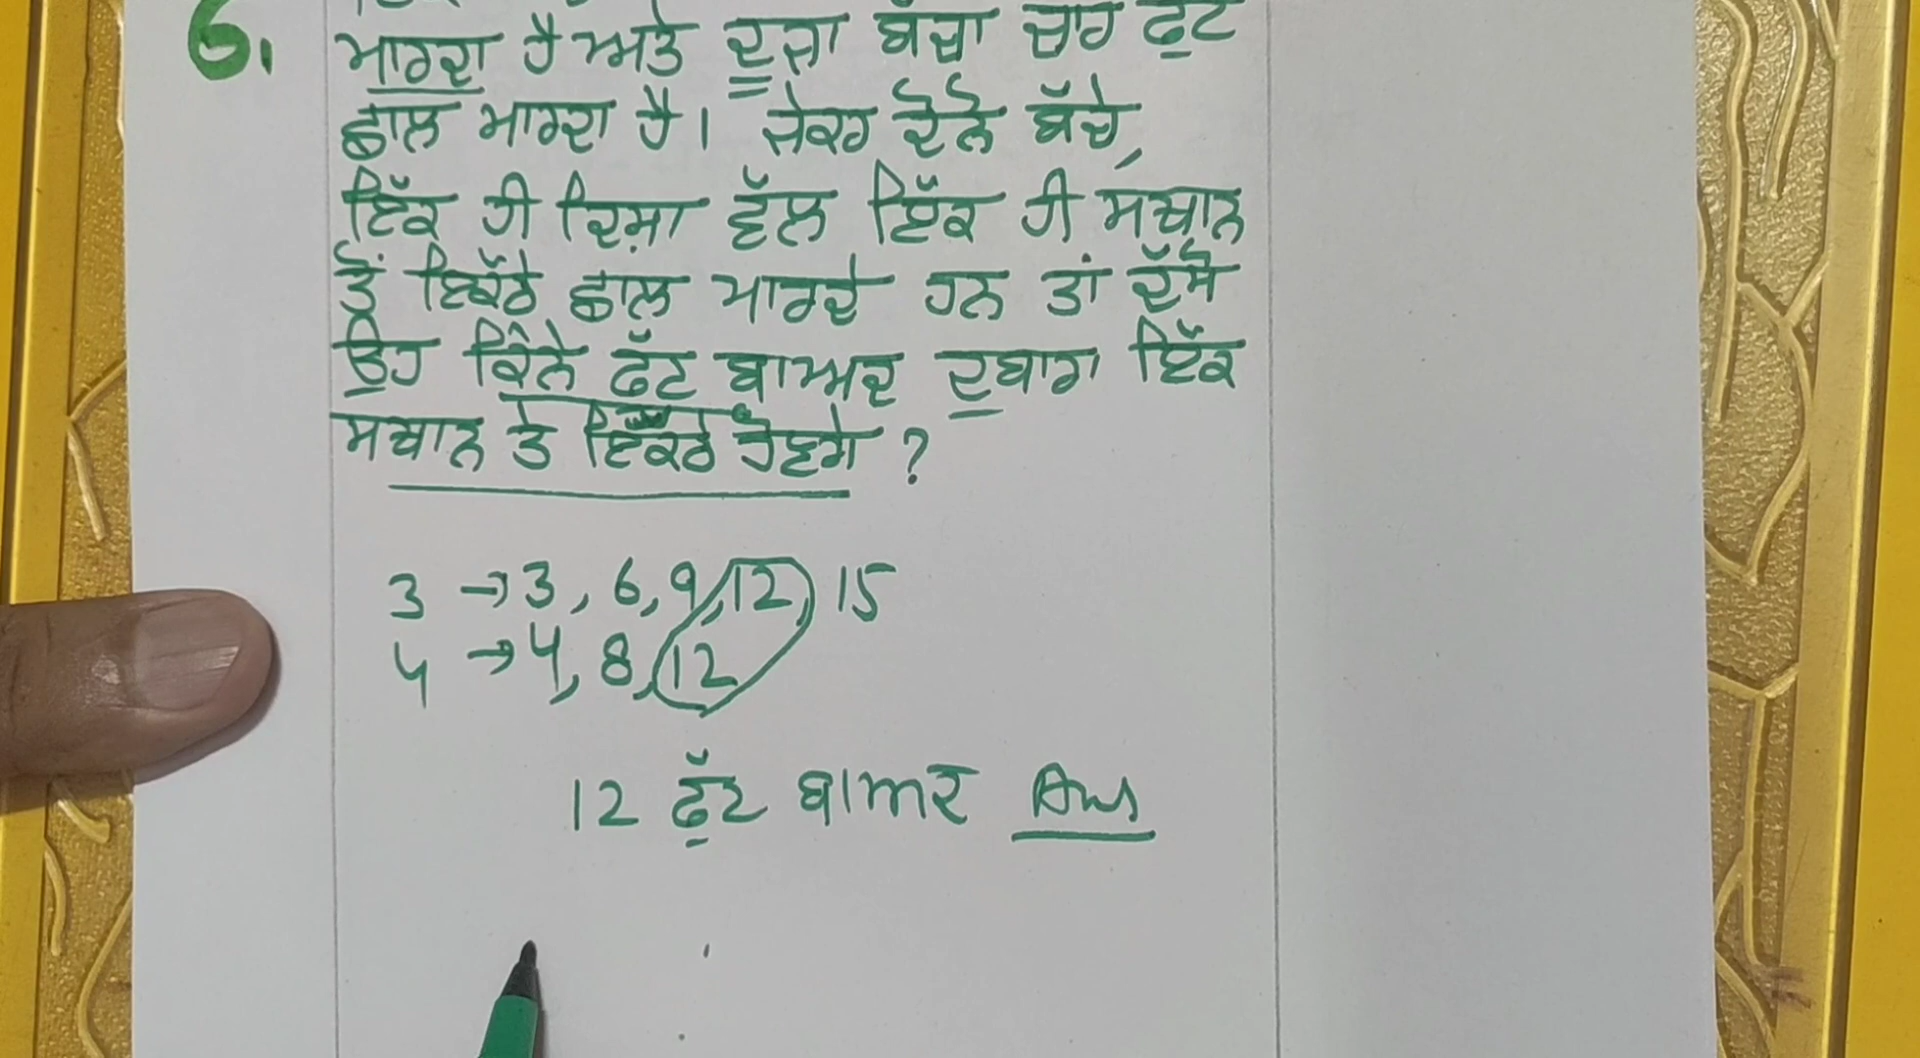 6.
ਮਾਰਦਾ ਹੈ ਅਤੇ ਦੂਜਾ ਬੱਚਾ ਚਾਰ ਫੁੱਟ
ਛਾਲ ਮਾਰਦਾ ਹੈ। ਜੇਕਰ ਦੋਨੋ ਬੱਚੇ,
ਇੱਕ ਹੀ ਦਿਸ਼ਾ ਵੱਲ ਇੱਕ ਹੀ ਸਥਾਨ
ਤੋਂ ਇਕੱਠੇ ਛਾਲ ਮਾਰਦੇ ਹਨ ਤਾਂ ਦੱਸੋ
ਉਹ ਕਿੰਨੇ ਫੁੱਟ ਬਾਅਦ ਦੁਬਾਰਾ ਇੱਕ
ਸਥਾਨ ਤੇ ਇਕੱਠੇ ਹੋਣਗੇ ?
3 → 3, 6, 9, 12, 15
4 → 4, 8, 12
12 ਫੁੱਟ ਬਾਅਦ Ans